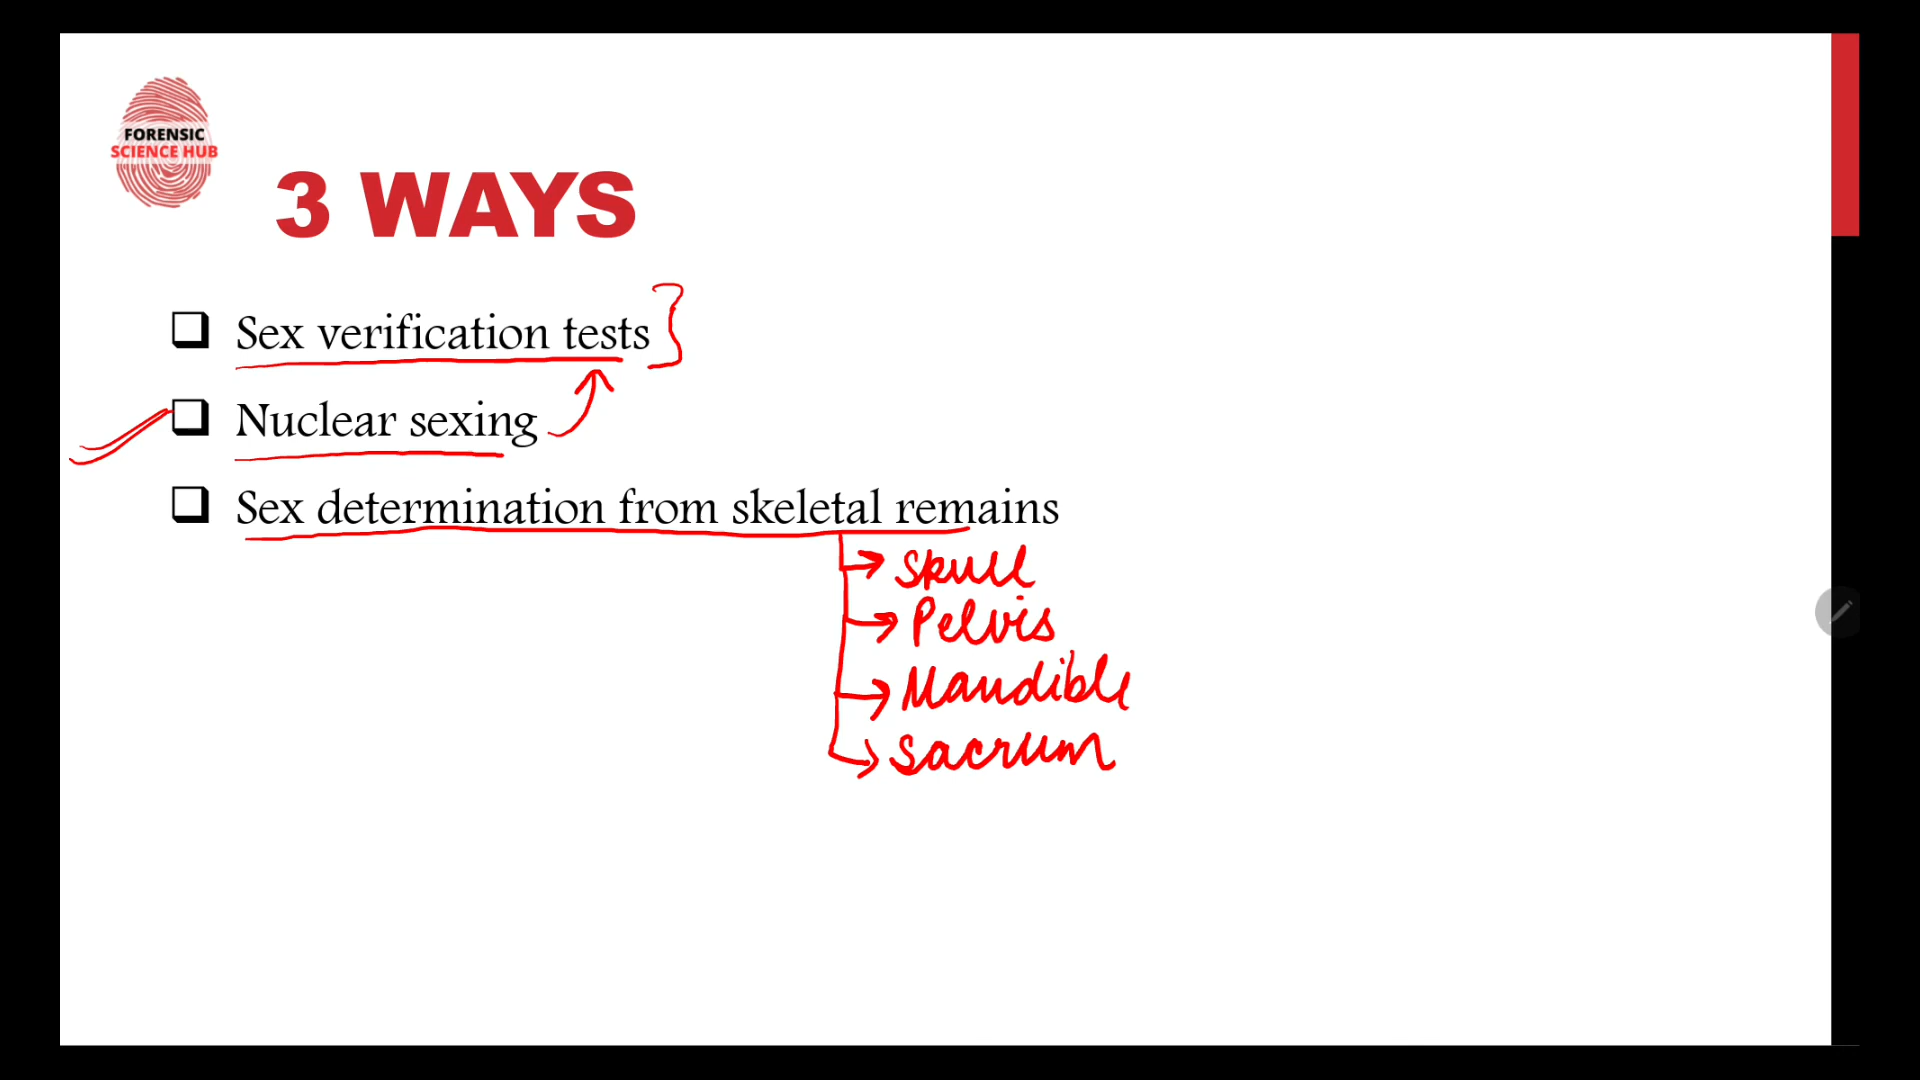 FORENSIC
SCIENCE HUB
3 WAYS
Sex verification tests
Nuclear sexing
Sex determination from skeletal remains
Skull
Pelvis
Mandible
Sacrum